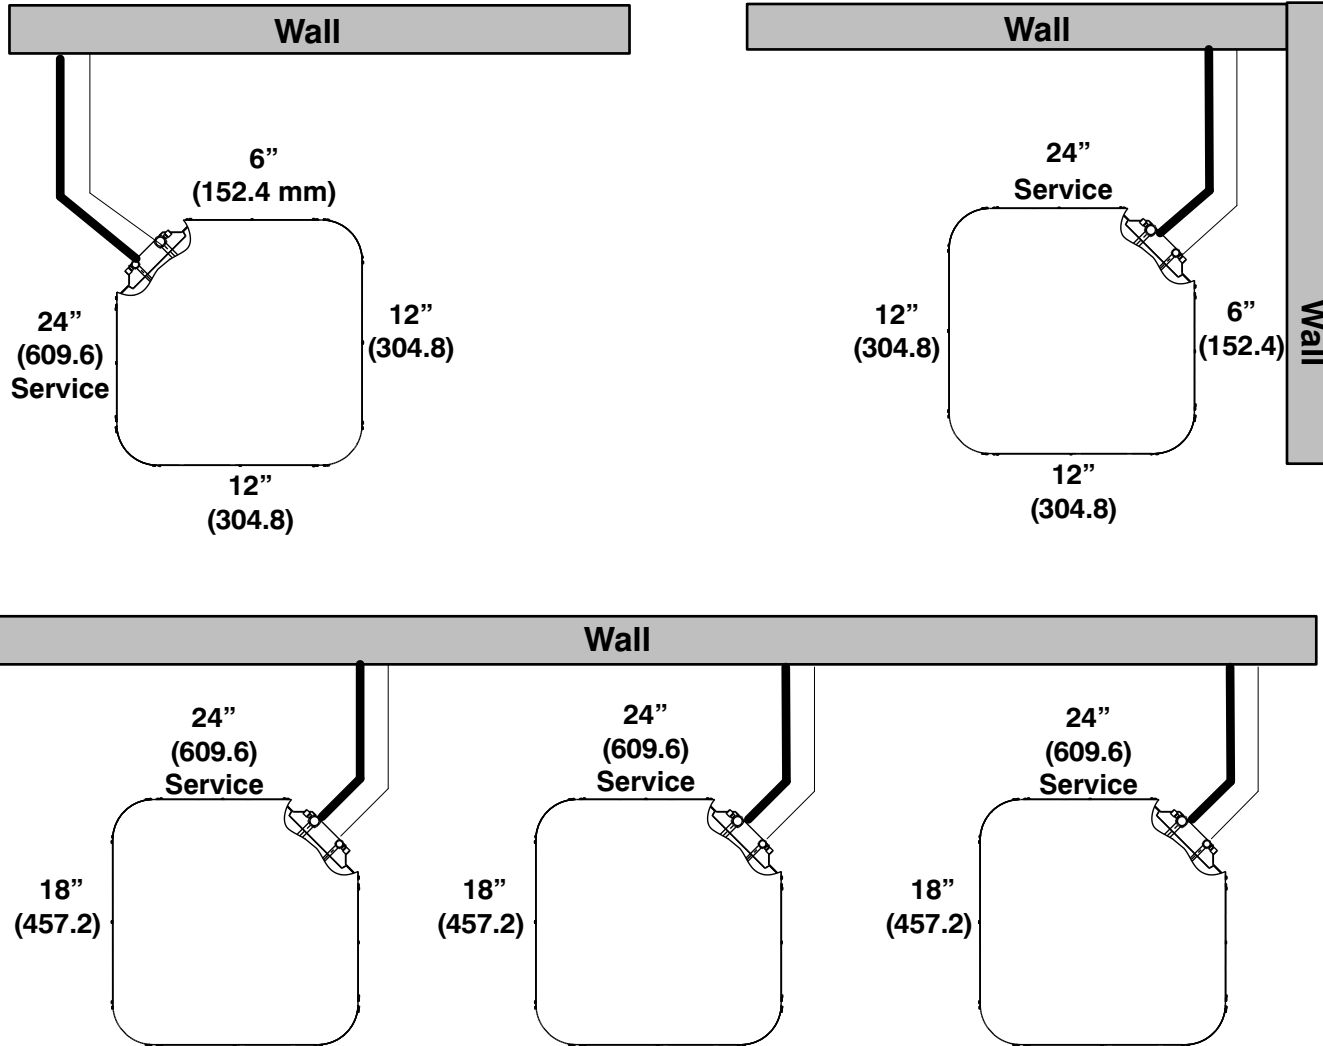 Wall
6”
(152.4 mm)
24”
(609.6)
Service
12”
(304.8)
12”
(304.8)
Wall
24”
Service
12”
(304.8)
6”
(152.4)
Wall
12”
(304.8)
Wall
24”
(609.6)
Service
18”
(457.2)
24”
(609.6)
Service
18”
(457.2)
24”
(609.6)
Service
18”
(457.2)